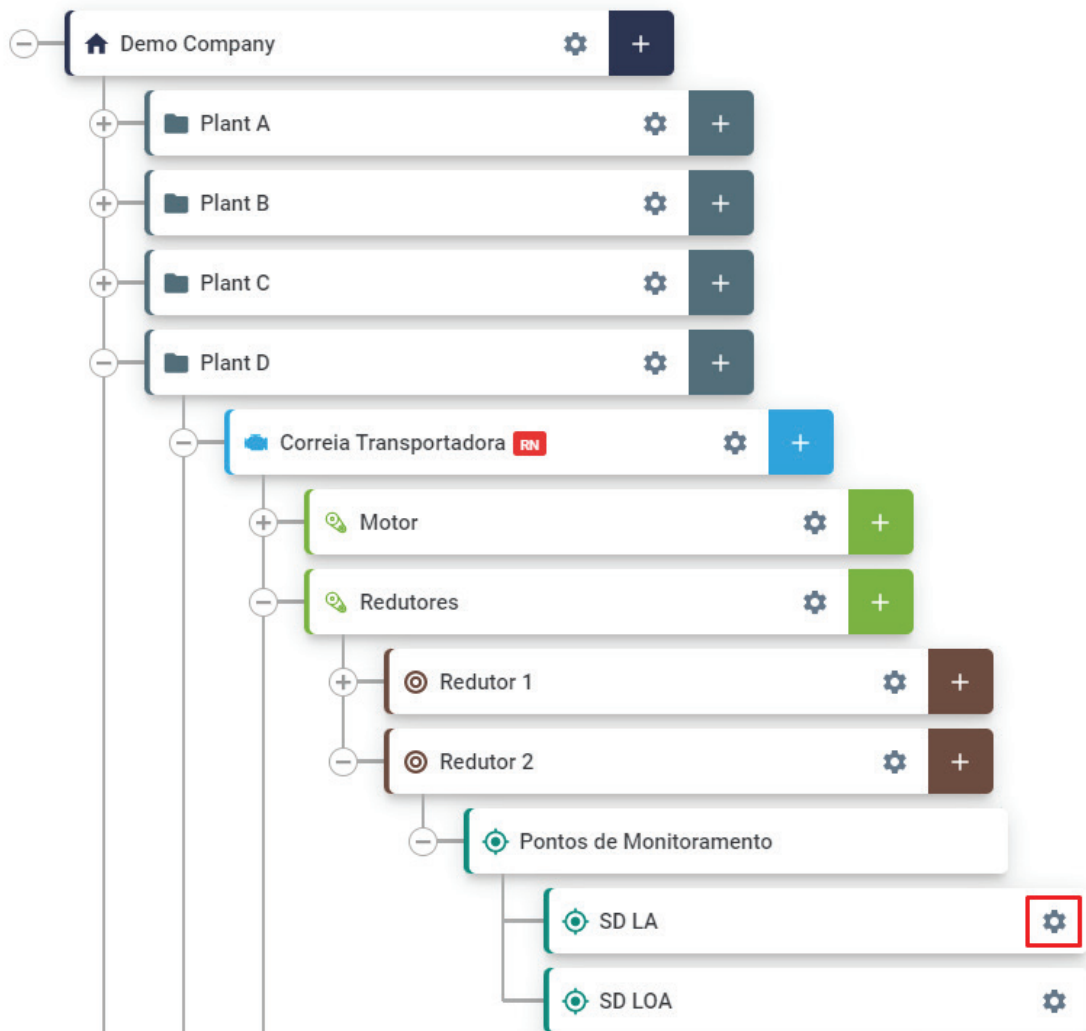 Demo Company
Plant A
Plant B
Plant C
Plant D
Correia Transportadora RN
Motor
Redutores
Redutor 1
Redutor 2
Pontos de Monitoramento
SD LA
SD LOA